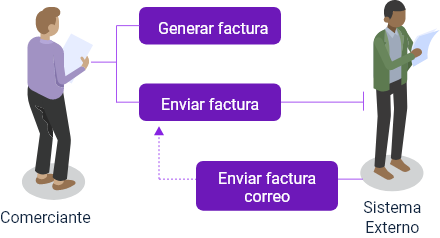 Generar factura
Enviar factura
Enviar factura
correo
Comerciante
Sistema
Externo